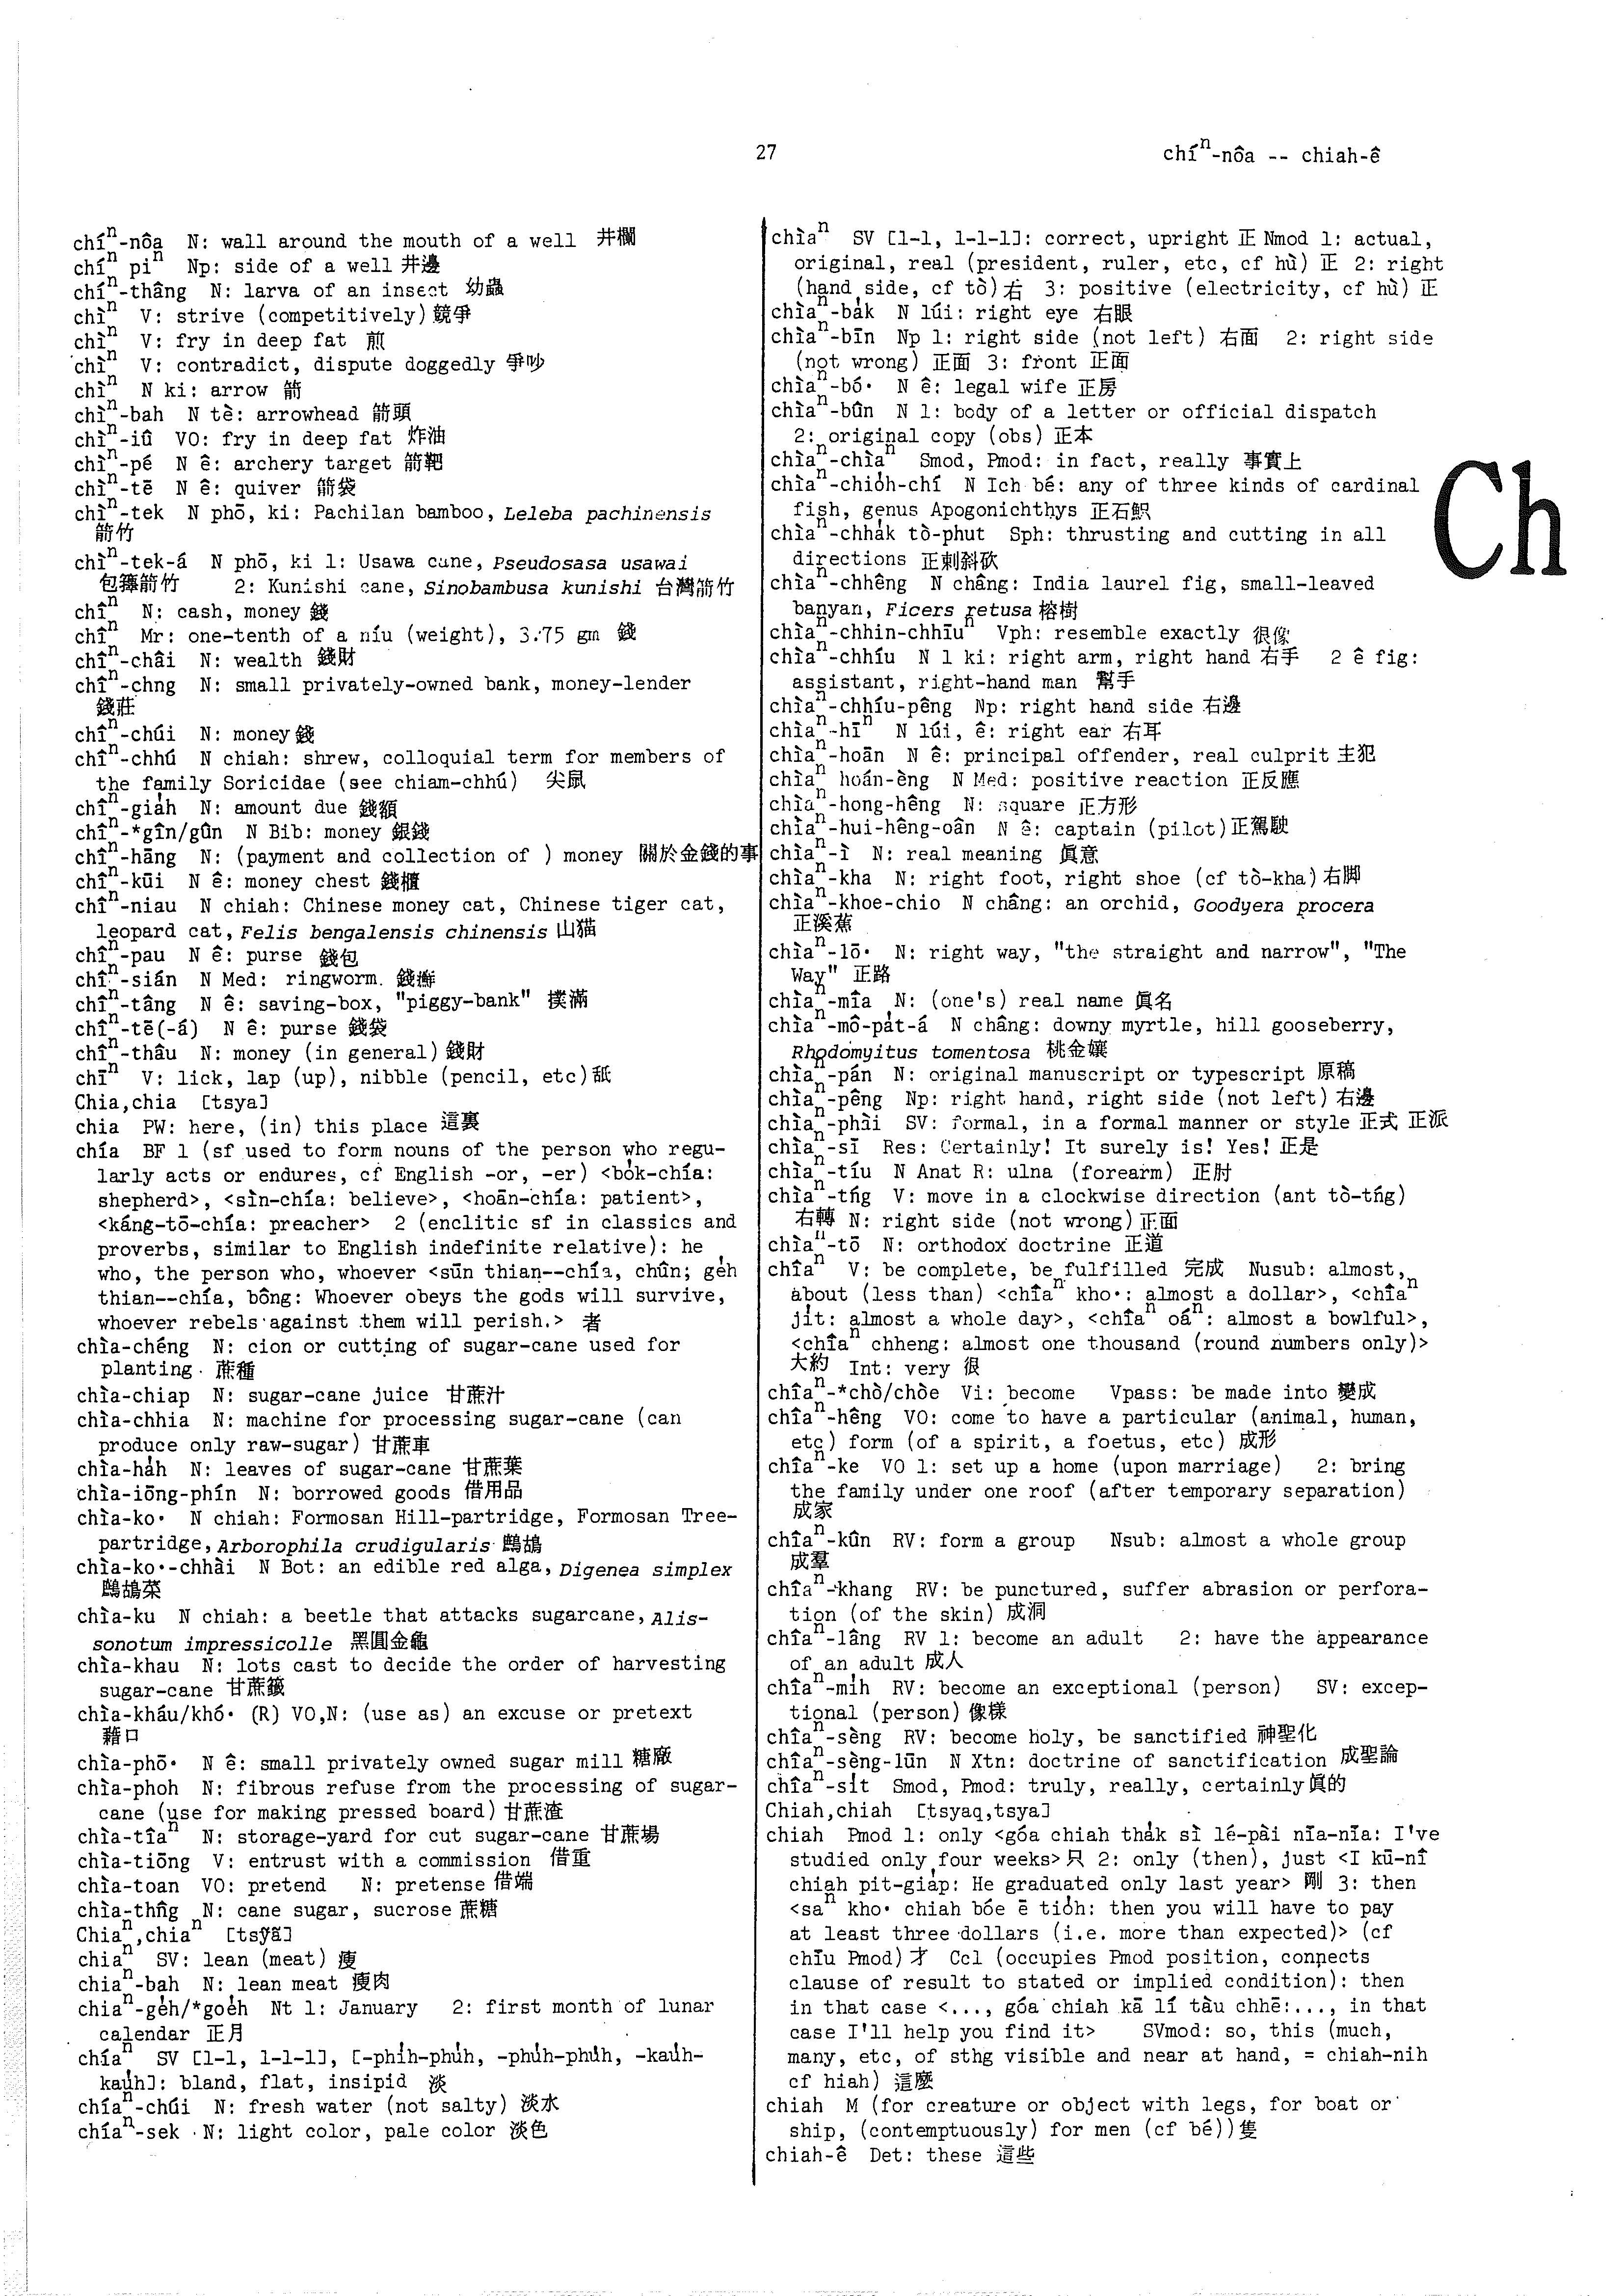 27
chíⁿ-nôa -- chiah-ê
chíⁿ-nôa N: wall around the mouth of a well 井欄
chíⁿ piⁿ Np: side of a well 井邊
chíⁿ-thâng N: larva of an insect 幼蟲
chìⁿ V: strive (competitively) 競爭
chìⁿ V: fry in deep fat 煎
chìⁿ V: contradict, dispute doggedly 爭吵
chìⁿ N ki: arrow 箭
chìⁿ-bah N tè: arrowhead 箭頭
chìⁿ-iû VO: fry in deep fat 炸油
chìⁿ-pé N ê: archery target 箭靶
chìⁿ-tē N ê: quiver 箭袋
chìⁿ-tek N phō, ki: Pachilan bamboo, Leleba pachinensis
箭竹
chìⁿ-tek-á N phō, ki 1: Usawa cane, Pseudosasa usawai
包籜箭竹 2: Kunishi cane, Sinobambusa kunishi 台灣箭竹
chîⁿ N: cash, money 錢
chîⁿ Mr: one-tenth of a níu (weight), 3.75 gm 錢
chîⁿ-châi N: wealth 錢財
chîⁿ-chng N: small privately-owned bank, money-lender
錢莊
chîⁿ-chúi N: money 錢
chîⁿ-chhú N chiah: shrew, colloquial term for members of
the family Soricidae (see chiam-chhú) 尖鼠
chîⁿ-gia̍h N: amount due 錢額
chîⁿ-*gîn/gûn N Bib: money 銀錢
chîⁿ-hāng N: (payment and collection of ) money 關於金錢的事
chîⁿ-kūi N ê: money chest 錢櫃
chîⁿ-niau N chiah: Chinese money cat, Chinese tiger cat,
leopard cat, Felis bengalensis chinensis 山猫
chîⁿ-pau N ê: purse 錢包
chîⁿ-sián N Med: ringworm. 錢癬
chîⁿ-tâng N ê: saving-box, "piggy-bank" 撲滿
chîⁿ-tē(-á) N ê: purse 錢袋
chîⁿ-thâu N: money (in general) 錢財
chīⁿ V: lick, lap (up), nibble (pencil, etc) 舐
Chia,chia [tsya]
chia PW: here, (in) this place 這裏
chía BF 1 (sf used to form nouns of the person who regu-
larly acts or endures, cf English -or, -er) <bo̍k-chía:
shepherd>, <sìn-chía: believe>, <hoān-chía: patient>,
<káng-tō-chía: preacher> 2 (enclitic sf in classics and
proverbs, similar to English indefinite relative): he
who, the person who, whoever <sūn thian--chía, chûn; ge̍h
thian--chía, bông: Whoever obeys the gods will survive,
whoever rebels against them will perish.> 者
chìa-chéng N: cion or cutting of sugar-cane used for
planting. 蔗種
chìa-chiap N: sugar-cane juice 甘蔗汁
chìa-chhia N: machine for processing sugar-cane (can
produce only raw-sugar) 甘蔗車
chìa-ha̍h N: leaves of sugar-cane 甘蔗葉
chìa-iōng-phín N: borrowed goods 借用品
chìa-ko· N chiah: Formosan Hill-partridge, Formosan Tree-
partridge, Arborophila crudigularis 鷓鴣
chìa-ko·-chhài N Bot: an edible red alga, Digenea simplex
鷓鴣菜
chìa-ku N chiah: a beetle that attacks sugarcane, Alis-
sonotum impressicolle 黑圓金龜
chìa-khau N: lots cast to decide the order of harvesting
sugar-cane 甘蔗籤
chìa-kháu/khó· (R) VO,N: (use as) an excuse or pretext
藉口
chìa-phō· N ê: small privately owned sugar mill 糖廠
chìa-phoh N: fibrous refuse from the processing of sugar-
cane (use for making pressed board) 甘蔗渣
chìa-tîaⁿ N: storage-yard for cut sugar-cane 甘蔗場
chìa-tiōng V: entrust with a commission 借重
chìa-toan VO: pretend N: pretense 借端
chìa-thn̂g N: cane sugar, sucrose 蔗糖
Chiaⁿ,chiaⁿ [tsỹã]
chiaⁿ SV: lean (meat) 瘦
chiaⁿ-bah N: lean meat 瘦肉
chiaⁿ-ge̍h/*goe̍h Nt 1: January 2: first month of lunar
calendar 正月
chíaⁿ SV [1-1, 1-1-1], [-phi̍h-phu̍h, -phu̍h-phu̍h, -kau̍h-
kau̍h]: bland, flat, insipid 淡
chíaⁿ-chúi N: fresh water (not salty) 淡水
chíaⁿ-sek N: light color, pale color 淡色
chìaⁿ SV [1-1, 1-1-1]: correct, upright 正 Nmod 1: actual,
original, real (president, ruler, etc, cf hù) 正 2: right
(hand side, cf tò) 右 3: positive (electricity, cf hù) 正
chìaⁿ-ba̍k N lúi: right eye 右眼
chìaⁿ-bīn Np 1: right side (not left) 右面 2: right side
(not wrong) 正面 3: front 正面
chìaⁿ-bó· N ê: legal wife 正房
chìaⁿ-bûn N 1: body of a letter or official dispatch
2: original copy (obs) 正本
chìaⁿ-chìaⁿ Smod, Pmod: in fact, really 事實上
chìaⁿ-chio̍h-chí N Ich bé: any of three kinds of cardinal
fish, genus Apogonichthys 正石鯽
chìaⁿ-chha̍k tò-phut Sph: thrusting and cutting in all
directions 正刺斜砍
chìaⁿ-chhêng N châng: India laurel fig, small-leaved
banyan, Ficers retusa 榕樹
chìaⁿ-chhin-chhīuⁿ Vph: resemble exactly 很像
chìaⁿ-chhíu N 1 ki: right arm, right hand 右手 2 ê fig:
assistant, right-hand man 幫手
chìaⁿ-chhíu-pêng Np: right hand side 右邊
chìaⁿ-hīⁿ N lúi, ê: right ear 右耳
chìaⁿ-hoān N ê: principal offender, real culprit 主犯
chìaⁿ hoán-èng N Med: positive reaction 正反應
chìaⁿ-hong-hêng N: square 正方形
chìaⁿ-hui-hêng-oân N ê: captain (pilot) 正駕駛
chìaⁿ-ì N: real meaning 眞意
chìaⁿ-kha N: right foot, right shoe (cf tò-kha) 右脚
chìaⁿ-khoe-chio N châng: an orchid, Goodyera procera
正溪蕉
chìaⁿ-lō· N: right way, "the straight and narrow", "The
Way" 正路
chìaⁿ-mîa N: (one's) real name 眞名
chìaⁿ-mô-pa̍t-á N châng: downy myrtle, hill gooseberry,
Rhodomyitus tomentosa 桃金孃
chìaⁿ-pán N: original manuscript or typescript 原稿
chìaⁿ-pêng Np: right hand, right side (not left) 右邊
chìaⁿ-phài SV: formal, in a formal manner or style 正式 正派
chìaⁿ-sī Res: Certainly! It surely is! Yes! 正是
chìaⁿ-tíu N Anat R: ulna (forearm) 正肘
chìaⁿ-tńg V: move in a clockwise direction (ant tò-tńg)
右轉 N: right side (not wrong) 正面
chìaⁿ-tō N: orthodox doctrine 正道
chîaⁿ V: be complete, be fulfilled 完成 Nusub: almost,
about (less than) <chîaⁿ kho·: almost a dollar>, <chîaⁿ
ji̍t: almost a whole day>, <chîaⁿ oáⁿ: almost a bowlful>,
<chîaⁿ chheng: almost one thousand (round numbers only)>
大約 Int: very 很
chîaⁿ-*chò/chòe Vi: become Vpass: be made into 變成
chîaⁿ-hêng VO: come to have a particular (animal, human,
etc) form (of a spirit, a foetus, etc) 成形
chîaⁿ-ke VO 1: set up a home (upon marriage) 2: bring
the family under one roof (after temporary separation)
成家
chîaⁿ-kûn RV: form a group Nsub: almost a whole group
成羣
chîaⁿ-khang RV: be punctured, suffer abrasion or perfora-
tion (of the skin) 成洞
chîaⁿ-lâng RV 1: become an adult 2: have the appearance
of an adult 成人
chîaⁿ-mi̍h RV: become an exceptional (person) SV: excep-
tional (person) 像樣
chîaⁿ-sèng RV: become holy, be sanctified 神聖化
chîaⁿ-sèng-lūn N Xtn: doctrine of sanctification 成聖論
chîaⁿ-si̍t Smod, Pmod: truly, really, certainly 眞的
Chiah,chiah [tsyaq,tsya]
chiah Pmod 1: only <góa chiah tha̍k sì lé-pài nīa-nīa: I've
studied only four weeks> 只 2: only (then), just <I kū-nî
chiah pit-gia̍p: He graduated only last year> 剛 3: then
<saⁿ kho· chiah bóe ē tio̍h: then you will have to pay
at least three dollars (i.e. more than expected)> (cf
chīu Pmod) 才 Ccl (occupies Pmod position, connects
clause of result to stated or implied condition): then
in that case <..., góa chiah kā lí tàu chhē:..., in that
case I'll help you find it> SVmod: so, this (much,
many, etc, of sthg visible and near at hand, = chiah-nih
cf hiah) 這麼
chiah M (for creature or object with legs, for boat or
ship, (contemptuously) for men (cf bé)) 隻
chiah-ê Det: these 這些
Ch